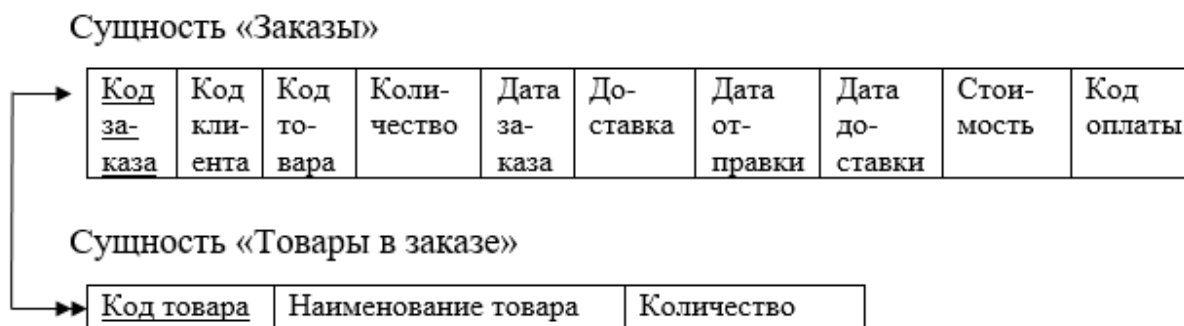 Сущность «Заказы»
Код Код Код Коли- Дата До- Дата Дата Стои- Код
за- кли- то- чество за- ставка от- до- мость оплаты
каза ента вара каза правки ставки
Сущность «Товары в заказе»
Код товара Наименование товара Количество